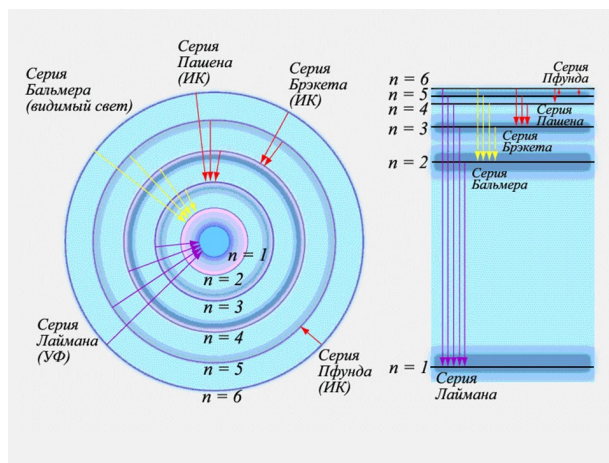 Серия
Пашена
(ИК)
Серия
Бальмера
(видимый свет)
Серия
Брэкета
(ИК)
n = 1
n = 2
n = 3
n = 4
n = 5
n = 6
Серия
Лаймана
(УФ)
Серия
Пфунда
(ИК)
Серия
Пфунда
n = 6
n = 5
n = 4
Серия
Пашена
n = 3
Серия
Брэкета
n = 2
Серия
Бальмера
n = 1
Серия
Лаймана